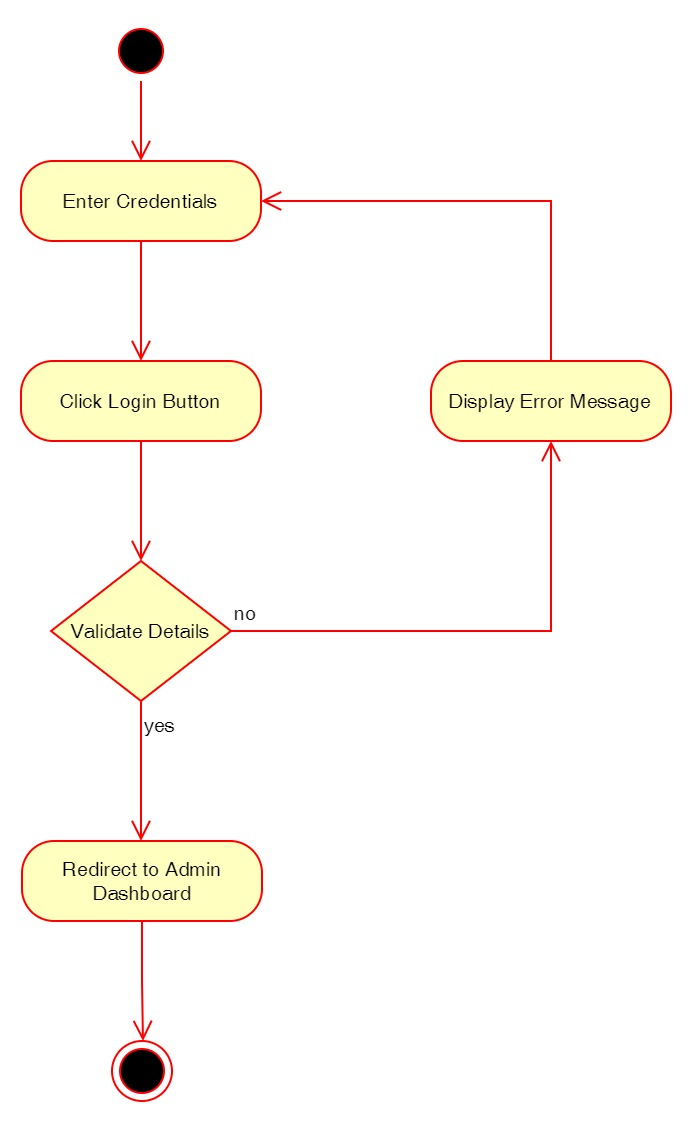 Enter Credentials
Click Login Button
Display Error Message
Validate Details
no
yes
Redirect to Admin
Dashboard